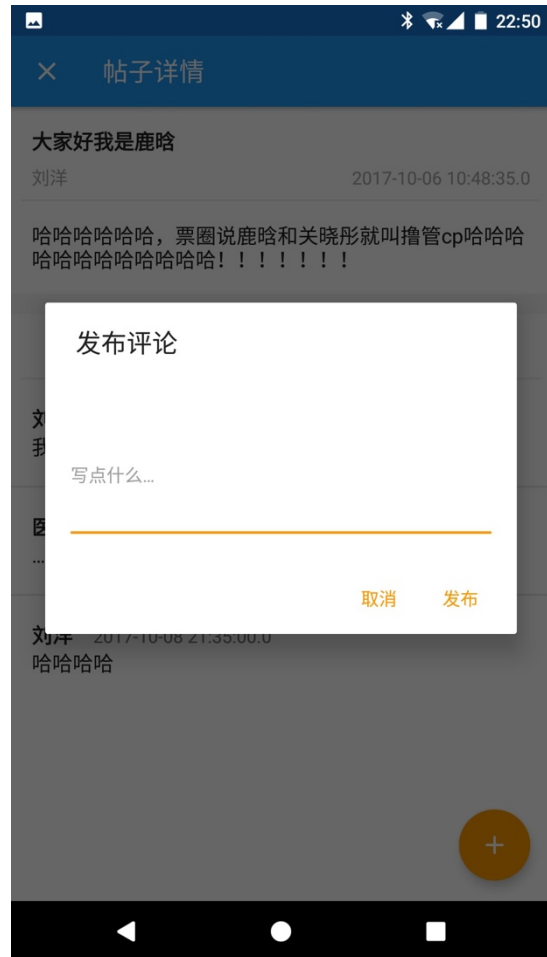 22:50
帖子详情
大家好我是鹿晗
刘洋 2017-10-06 10:48:35.0
哈哈哈哈哈哈，票圈说鹿晗和关晓彤就叫撸管cp哈哈哈
哈哈哈哈哈哈哈哈哈！！！！！！！
发布评论
刘
我
写点什么...
医
...
取消 发布
刘洋 2017-10-08 21:35:00.0
哈哈哈哈